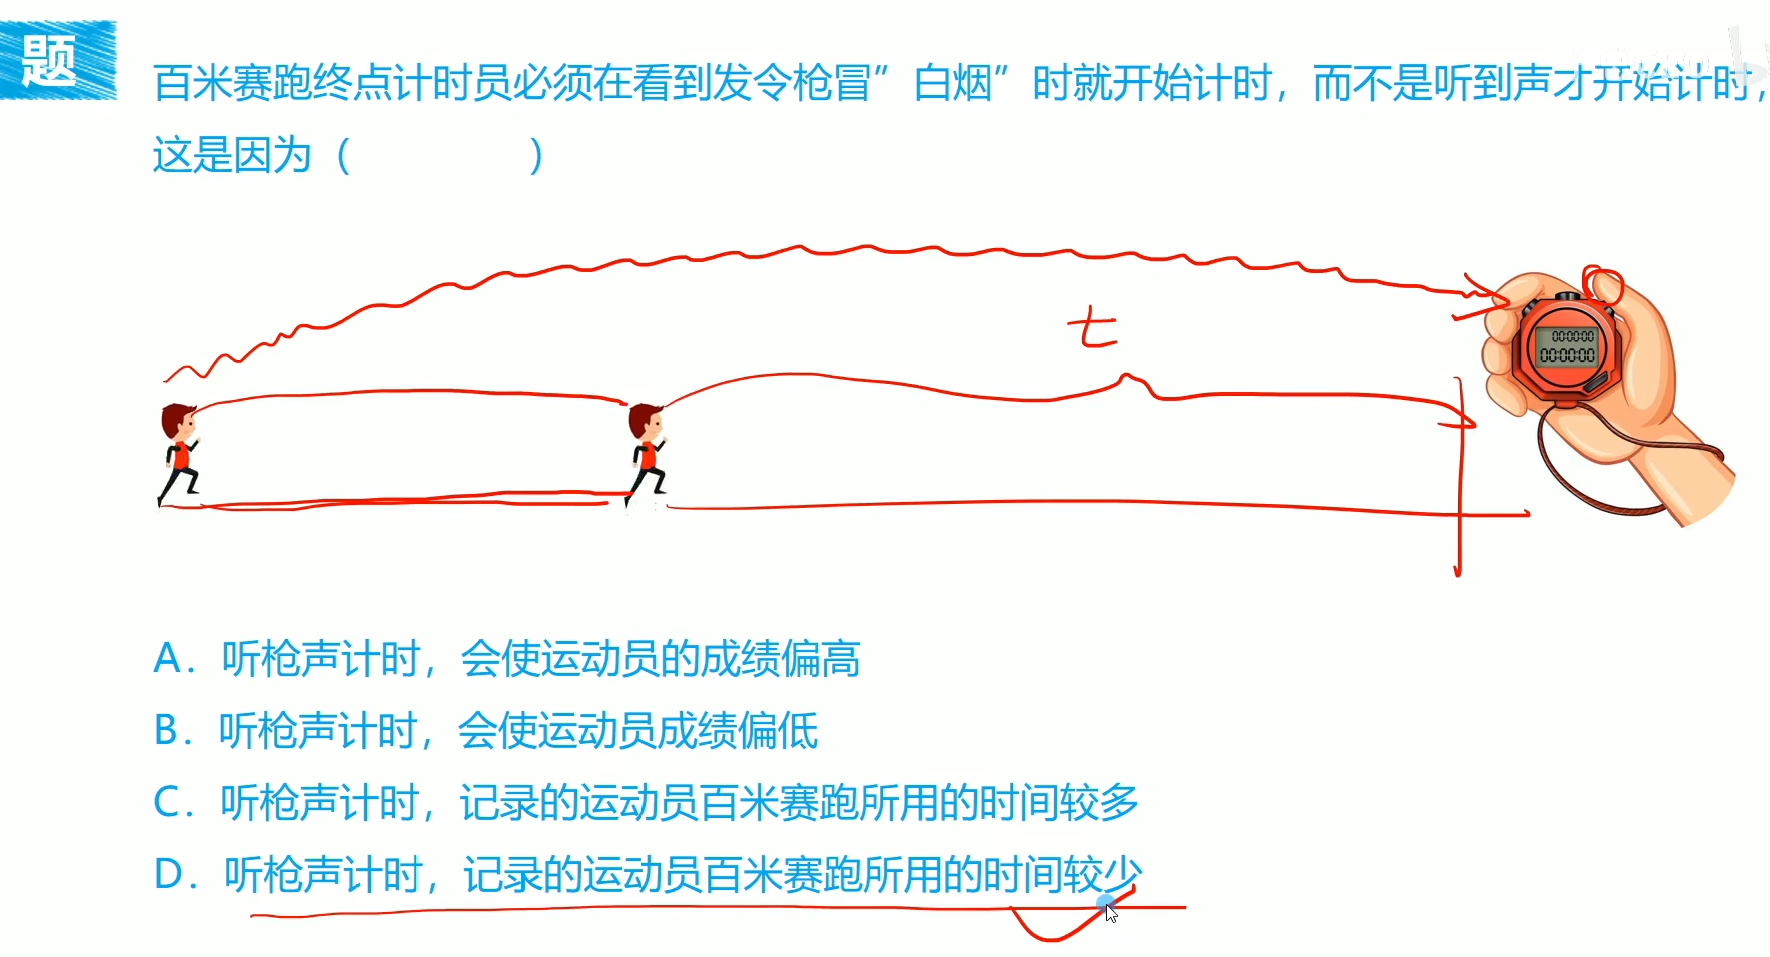 题
百米赛跑终点计时员必须在看到发令枪冒”白烟”时就开始计时，而不是听到声才开始计时，
这是因为（ ）
t
00:00:00
00:00:00
A．听枪声计时，会使运动员的成绩偏高
B．听枪声计时，会使运动员成绩偏低
C．听枪声计时，记录的运动员百米赛跑所用的时间较多
D．听枪声计时，记录的运动员百米赛跑所用的时间较少